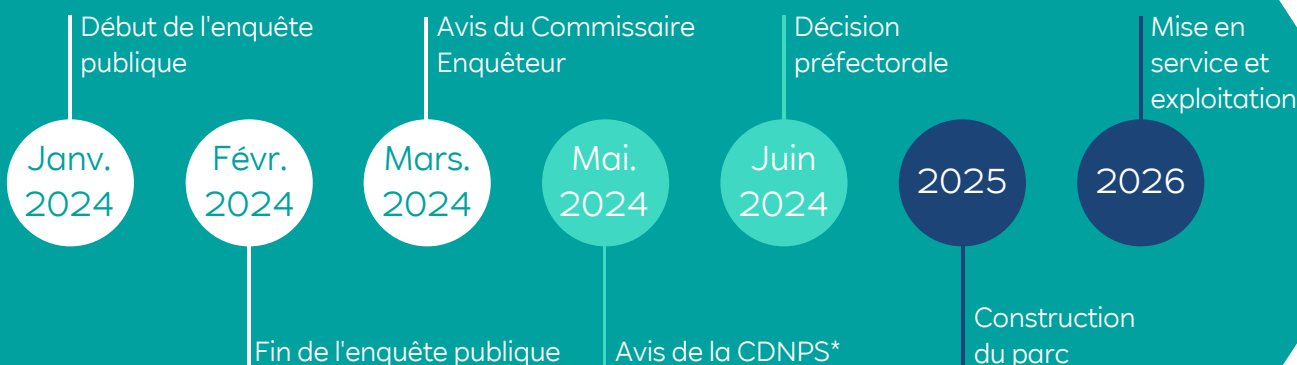 Début de l'enquête
publique
Avis du Commissaire
Enquêteur
Décision
préfectorale
Mise en
service et
exploitation
Janv.
2024
Févr.
2024
Mars.
2024
Mai.
2024
Juin
2024
2025
2026
Fin de l'enquête publique
Avis de la CDNPS*
Construction
du parc